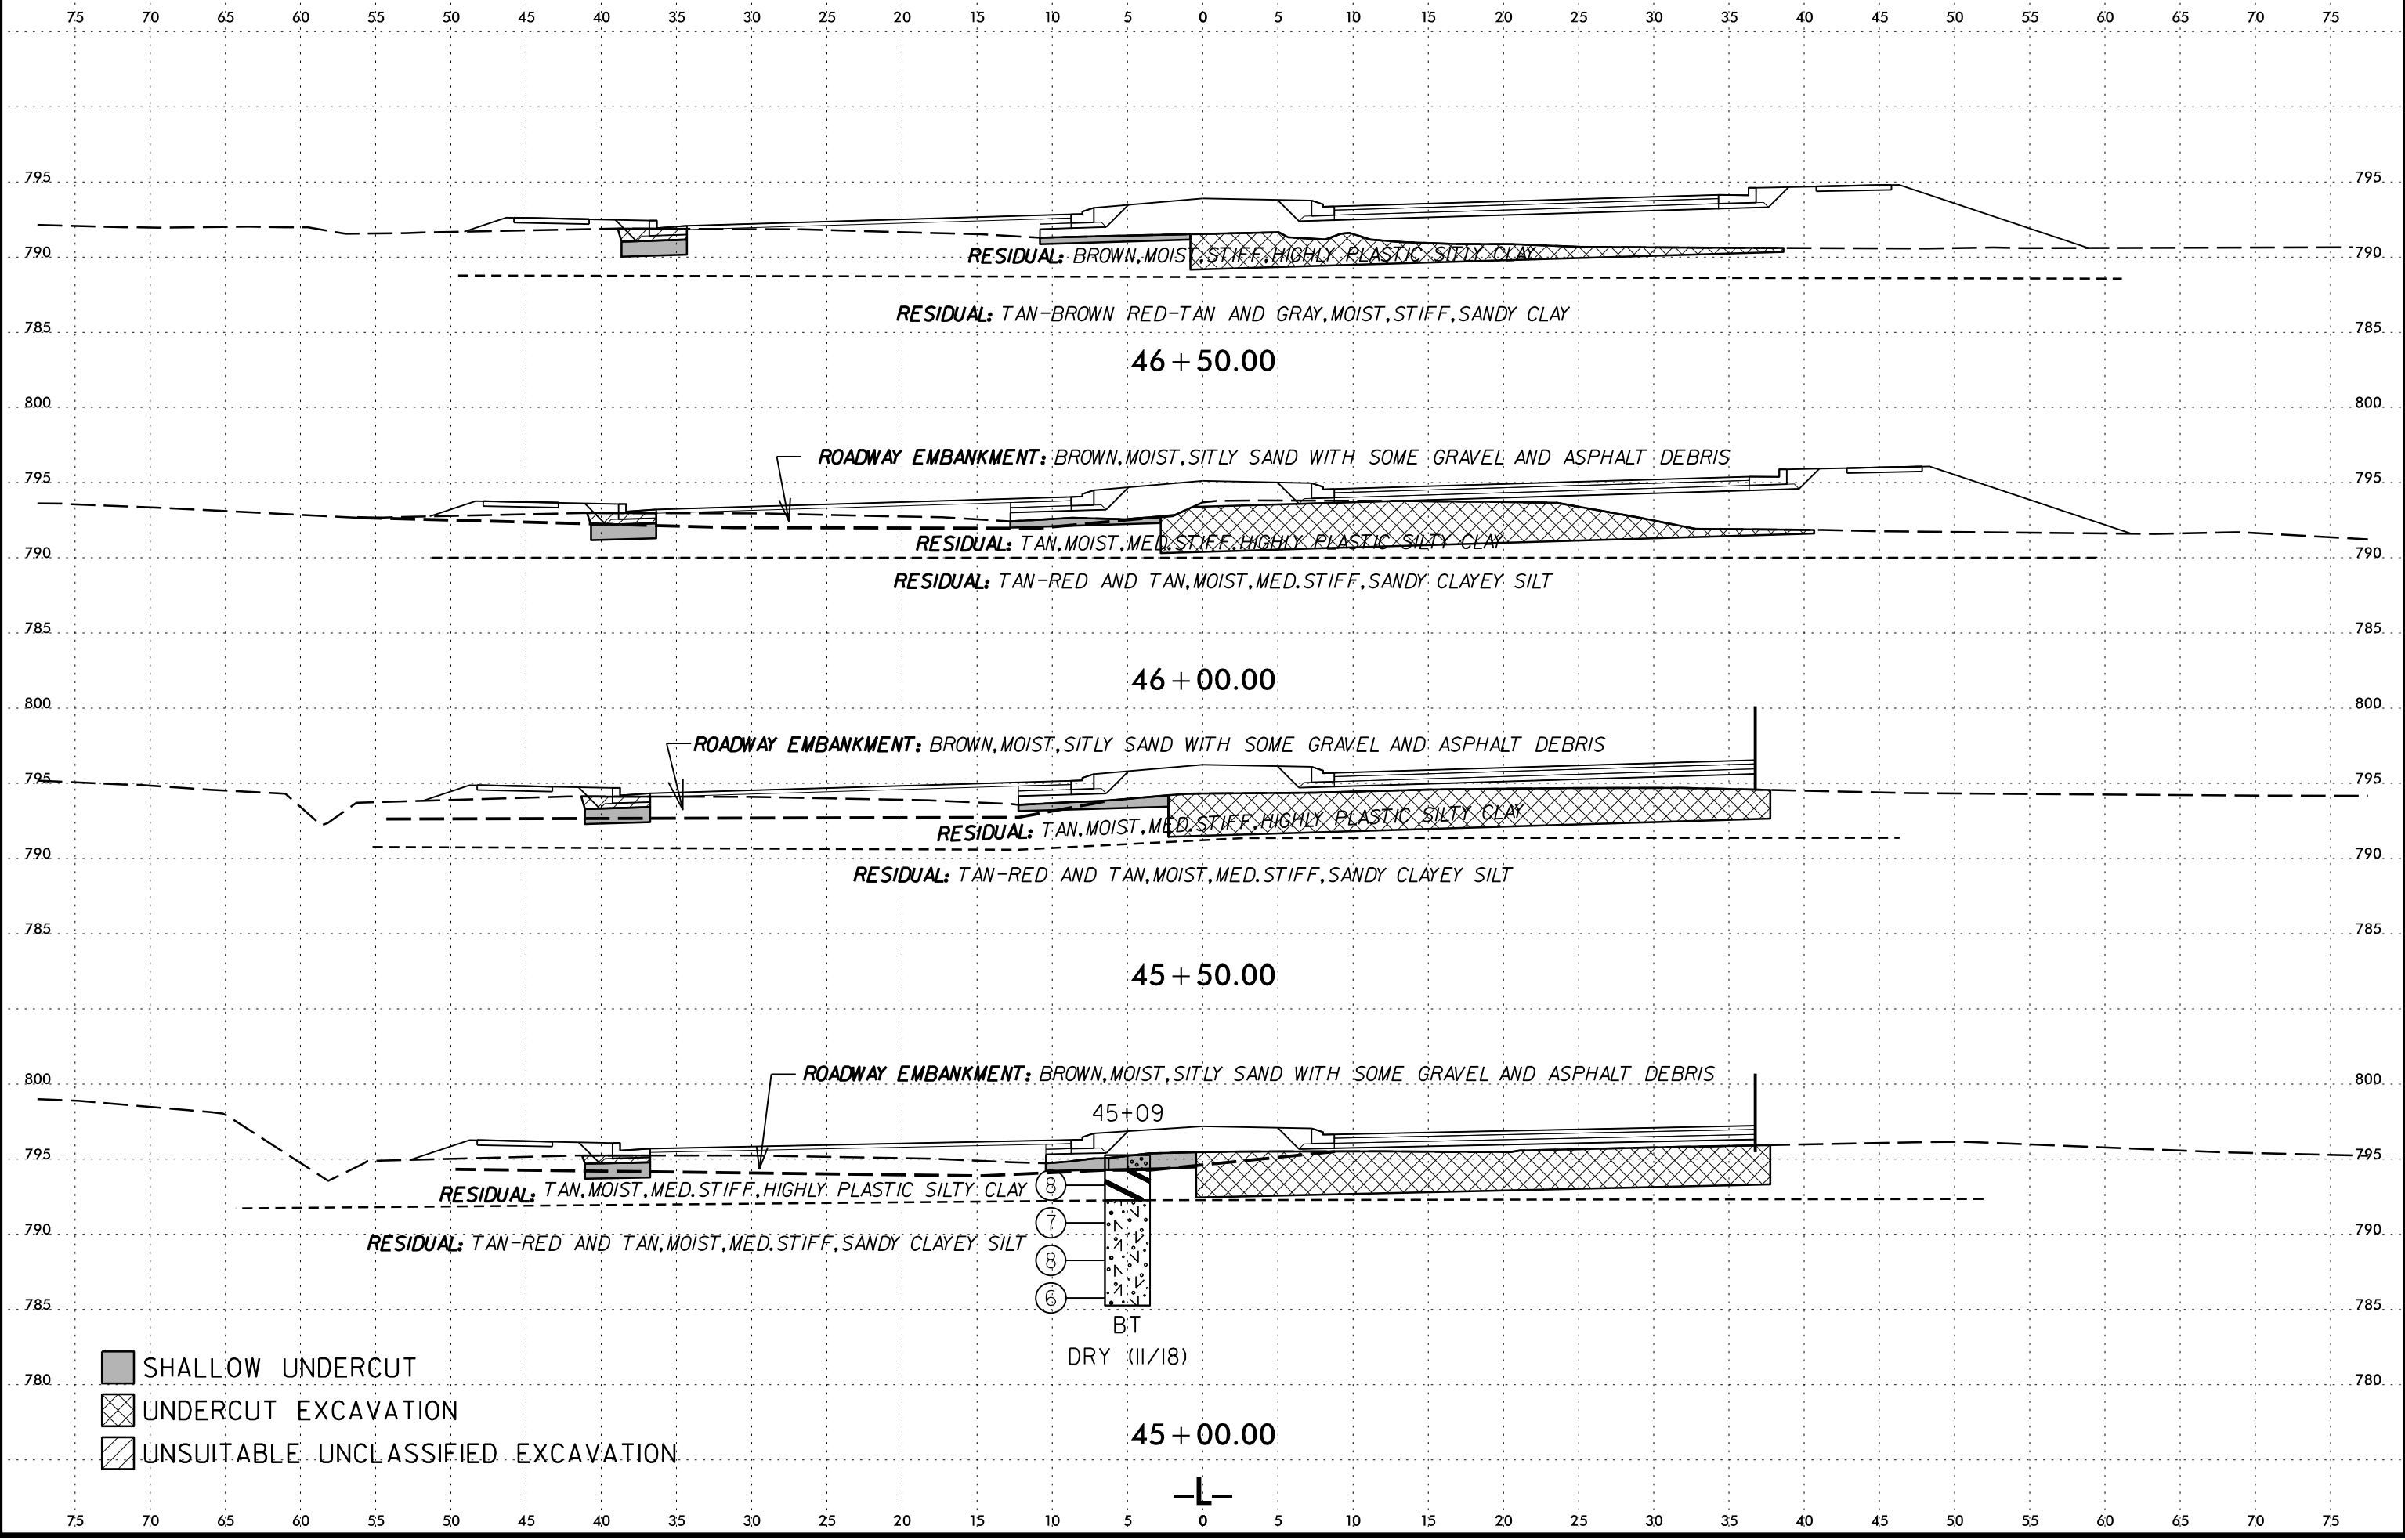 75 70 65 60 55 50 45 40 35 30 25 20 15 10 5 0 5 10 15 20 25 30 35 40 45 50 55 60 65 70 75
795 795
790 RESIDUAL: BROWN,MOIST,STIFF,HIGHLY PLASTIC SITLY CLAY 790
RESIDUAL: TAN-BROWN RED-TAN AND GRAY,MOIST,STIFF,SANDY CLAY
785 785
46+50.00
800 800
ROADWAY EMBANKMENT: BROWN,MOIST,SITLY SAND WITH SOME GRAVEL AND ASPHALT DEBRIS
795 795
RESIDUAL: TAN,MOIST,MED.STIFF,HIGHLY PLASTIC SILTY CLAY
790 790
RESIDUAL: TAN-RED AND TAN,MOIST,MED.STIFF,SANDY CLAYEY SILT
785 785
46+00.00
800 800
ROADWAY EMBANKMENT: BROWN,MOIST,SITLY SAND WITH SOME GRAVEL AND ASPHALT DEBRIS
795 795
RESIDUAL: TAN,MOIST,MED.STIFF,HIGHLY PLASTIC SILTY CLAY
790 790
RESIDUAL: TAN-RED AND TAN,MOIST,MED.STIFF,SANDY CLAYEY SILT
785 785
45+50.00
800 800
ROADWAY EMBANKMENT: BROWN,MOIST,SITLY SAND WITH SOME GRAVEL AND ASPHALT DEBRIS
45+09
795 795
RESIDUAL: TAN,MOIST,MED.STIFF,HIGHLY PLASTIC SILTY CLAY 8
7
790 790
RESIDUAL: TAN-RED AND TAN,MOIST,MED.STIFF,SANDY CLAYEY SILT
8
6
785 785
BT
DRY (11/18)
SHALLOW UNDERCUT
780 780
UNDERCUT EXCAVATION
45+00.00
UNSUITABLE UNCLASSIFIED EXCAVATION
-L-
75 70 65 60 55 50 45 40 35 30 25 20 15 10 5 0 5 10 15 20 25 30 35 40 45 50 55 60 65 70 75